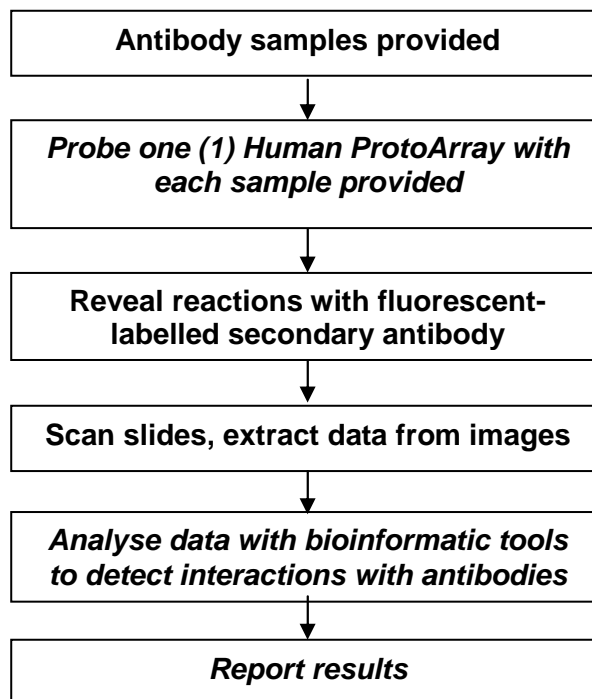 Antibody samples provided
Probe one (1) Human ProtoArray with
each sample provided
Reveal reactions with fluorescent-
labelled secondary antibody
Scan slides, extract data from images
Analyse data with bioinformatic tools
to detect interactions with antibodies
Report results